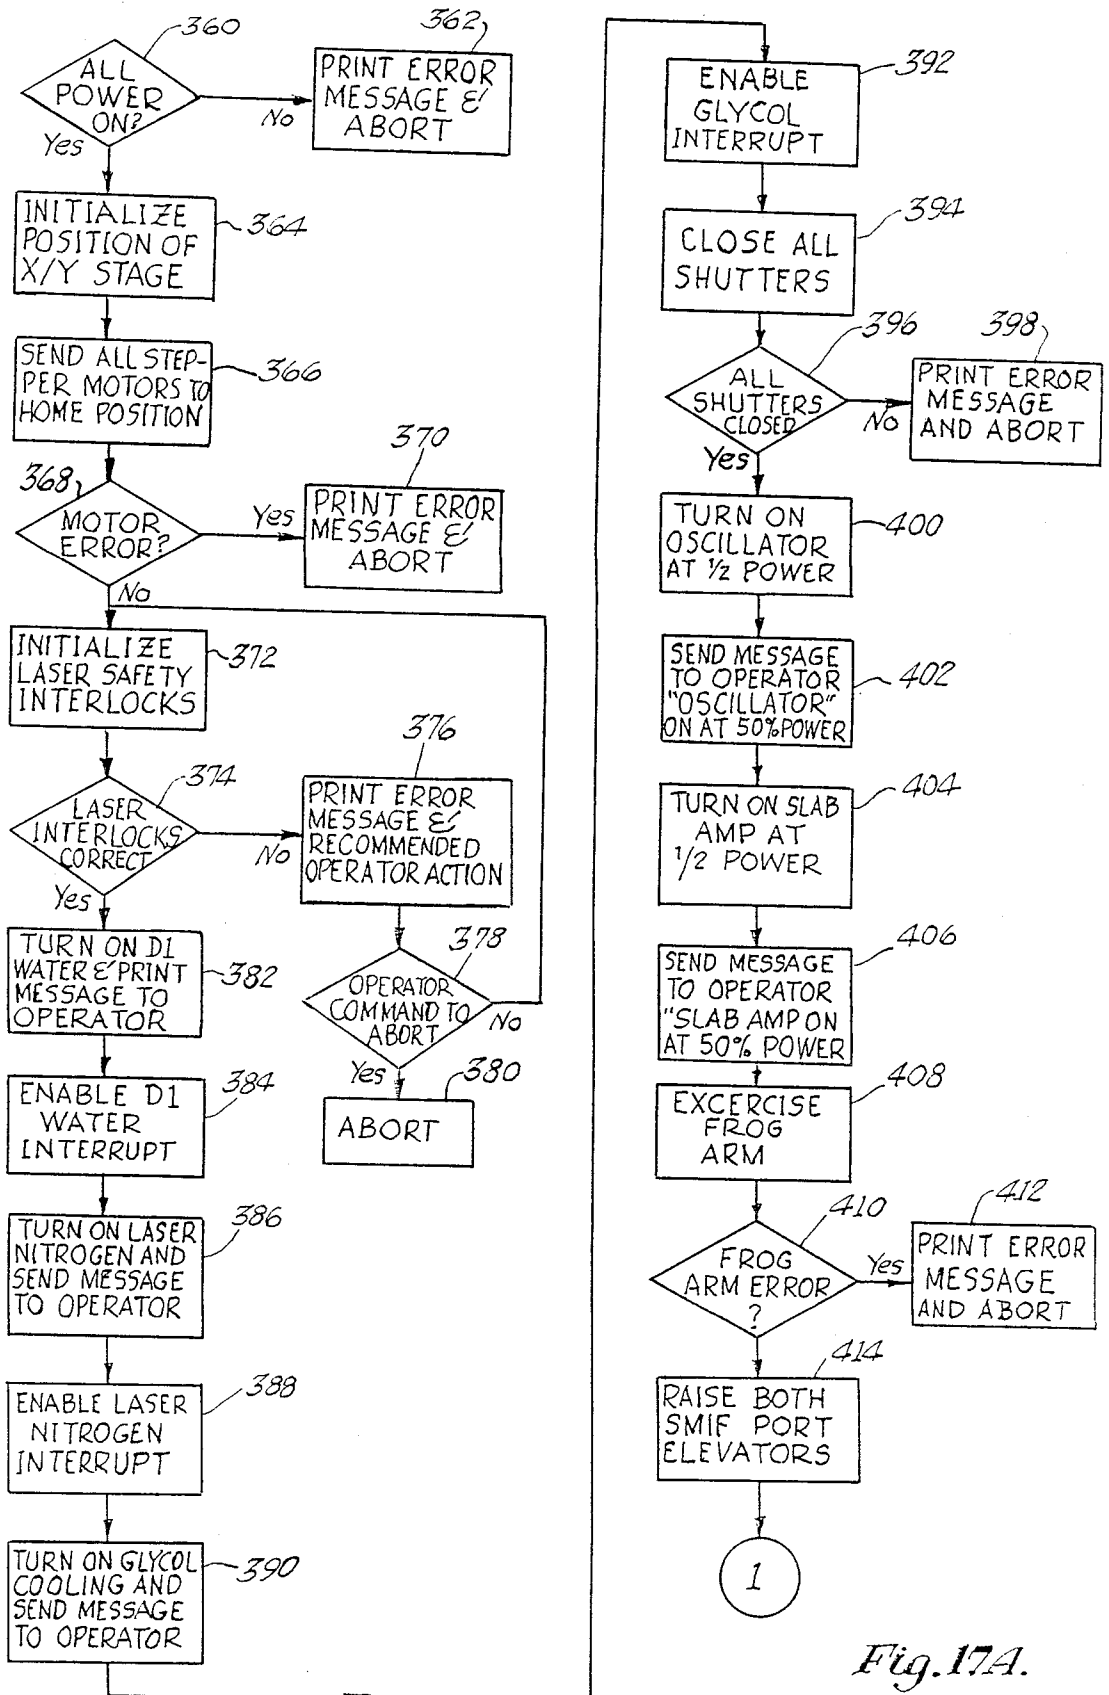 360
ALL
POWER
ON?
Yes
No
362
PRINT ERROR
MESSAGE &
ABORT
INITIALIZE
POSITION OF
X/Y STAGE
364
SEND ALL STEP-
PER MOTORS TO
HOME POSITION
366
368
MOTOR
ERROR?
Yes
No
370
PRINT ERROR
MESSAGE &
ABORT
INITIALIZE
LASER SAFETY
INTERLOCKS
372
374
LASER
INTERLOCKS
CORRECT
No
Yes
376
PRINT ERROR
MESSAGE &
RECOMMENDED
OPERATOR ACTION
378
OPERATOR
COMMAND TO
ABORT
No
Yes
380
ABORT
TURN ON D1
WATER & PRINT
MESSAGE TO
OPERATOR
382
ENABLE D1
WATER
INTERRUPT
384
TURN ON LASER
NITROGEN AND
SEND MESSAGE
TO OPERATOR
386
ENABLE LASER
NITROGEN
INTERRUPT
388
TURN ON GLYCOL
COOLING AND
SEND MESSAGE
TO OPERATOR
390
ENABLE
GLYCOL
INTERRUPT
392
CLOSE ALL
SHUTTERS
394
396
ALL
SHUTTERS
CLOSED
No
Yes
398
PRINT ERROR
MESSAGE
AND ABORT
TURN ON
OSCILLATOR
AT 1/2 POWER
400
SEND MESSAGE
TO OPERATOR
"OSCILLATOR"
ON AT 50% POWER
402
TURN ON SLAB
AMP AT
1/2 POWER
404
406
SEND MESSAGE
TO OPERATOR
"SLAB AMP ON
AT 50% POWER
408
EXCERCISE
FROG
ARM
410
FROG
ARM ERROR
?
Yes
412
PRINT ERROR
MESSAGE
AND ABORT
414
RAISE BOTH
SMIF PORT
ELEVATORS
1
Fig. 17A.